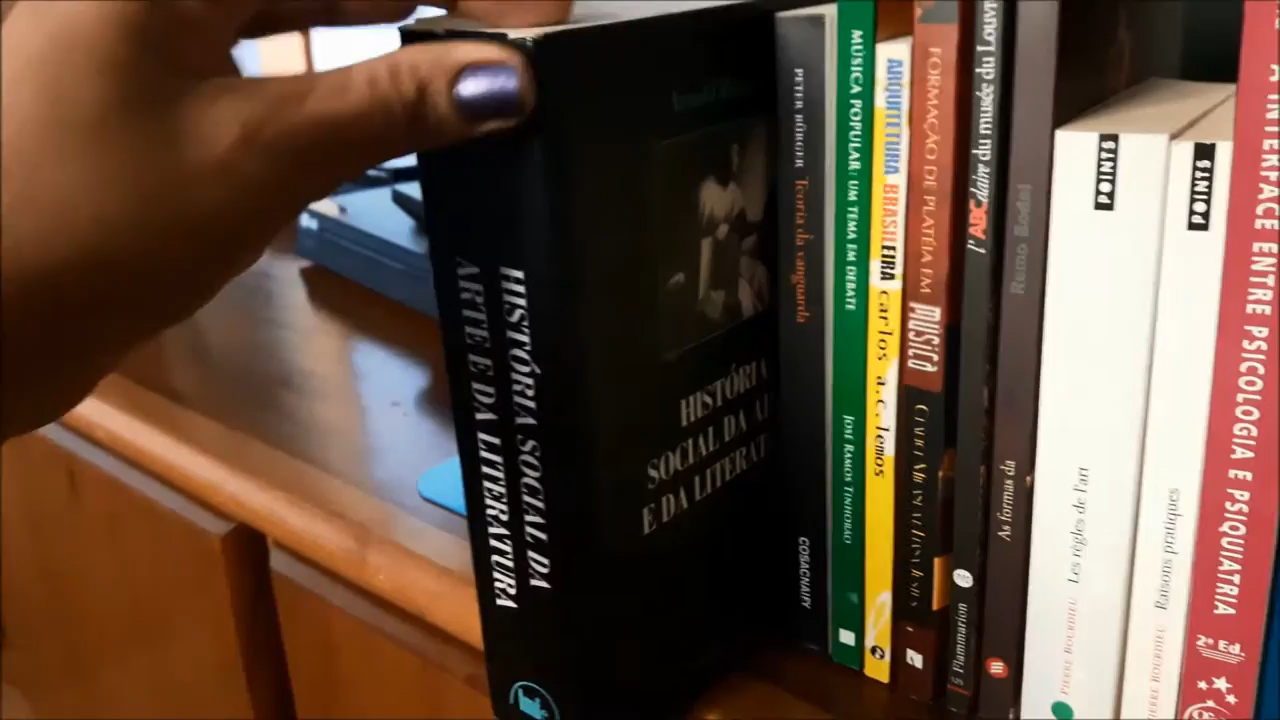 HISTÓRIA SOCIAL DA
ARTE E DA LITERATURA
HISTÓRIA
SOCIAL DA
E DA LITERAT
PETER BÜRGER Teoria da vanguarda
COSACNAIFY
MÚSICA POPULAR: UM TEMA EM DEBATE
JOSÉ RAMOS TINHORÃO
ARQUITETURA BRASILEIRA carlos a.c.lemos
FORMAÇÃO DE PLATÉIA EM
MÚSICA
l'ABCdaire du musée du Louvr
Flammarion
Remo Bodei
As formas da
POINTS
PIERRE BOURDIEU Les règles de l'art
POINTS
PIERRE BOURDIEU Raisons pratiques
A INTERFACE ENTRE PSICOLOGIA E PSIQUIATRIA
2ª Ed.